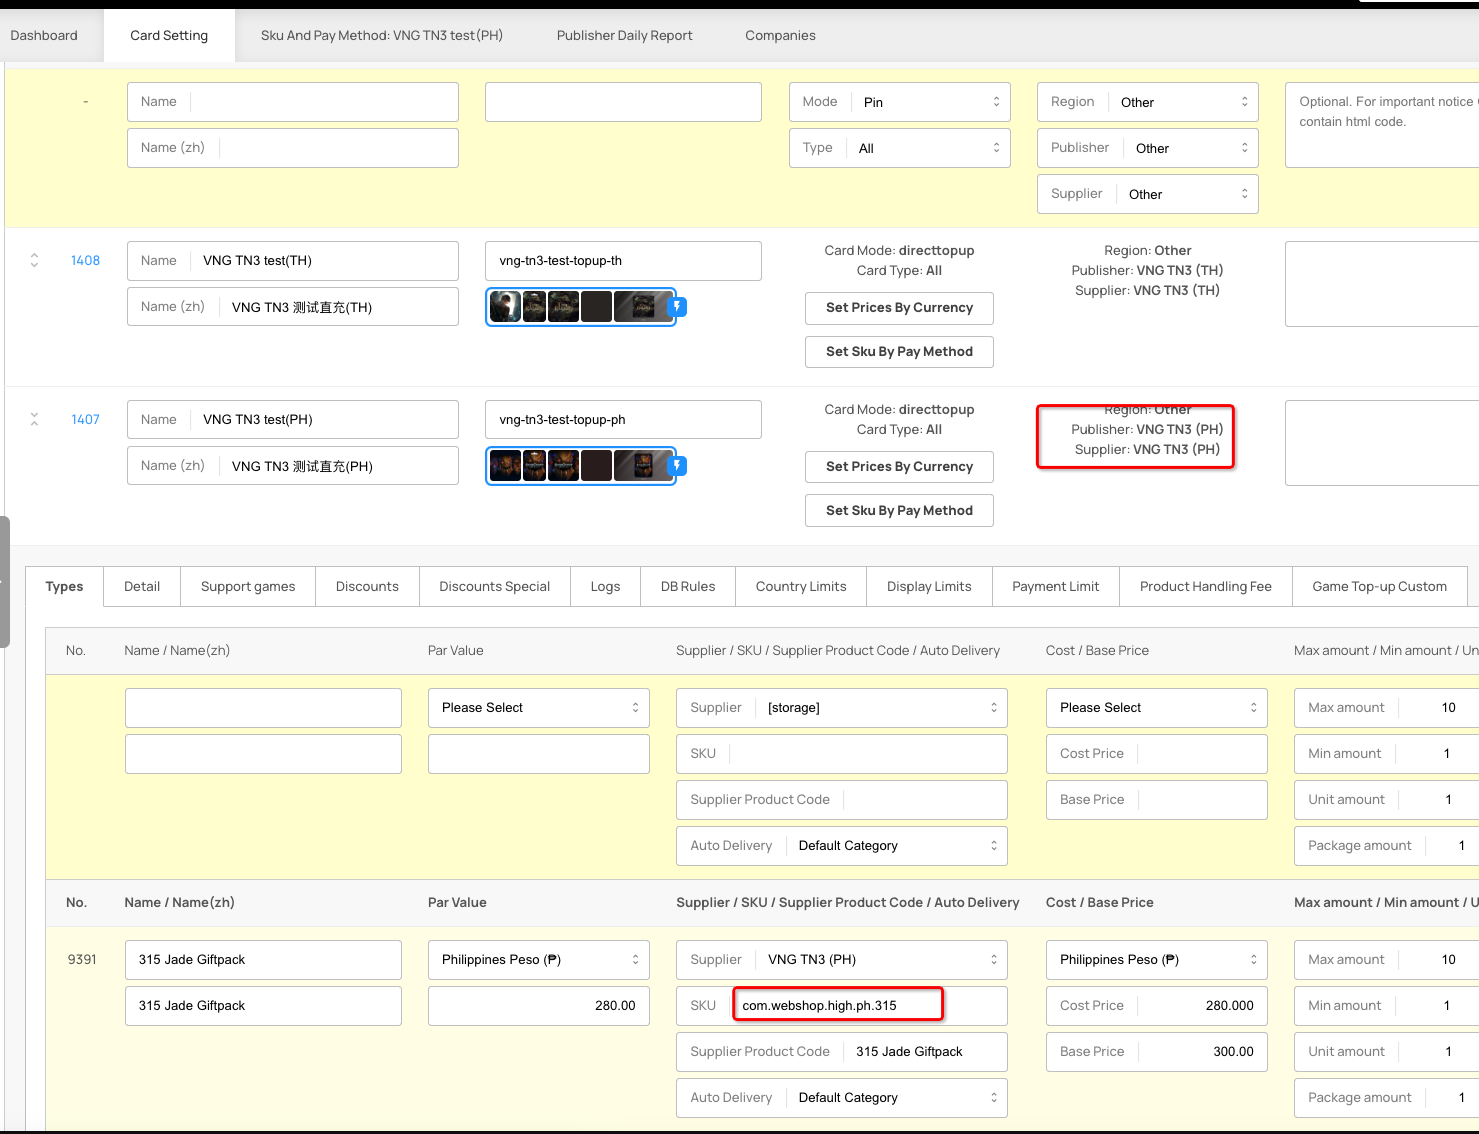 Dashboard Card Setting Sku And Pay Method: VNG TN3 test(PH) Publisher Daily Report Companies
- Name Mode Pin Region Other Optional. For important notice
contain html code.
Name (zh) Type All Publisher Other
Supplier Other
1408 Name VNG TN3 test(TH) vng-tn3-test-topup-th Card Mode: directtopup Region: Other
Card Type: All Publisher: VNG TN3 (TH)
Supplier: VNG TN3 (TH)
Name (zh) VNG TN3 测试直充(TH) Set Prices By Currency
Set Sku By Pay Method
1407 Name VNG TN3 test(PH) vng-tn3-test-topup-ph Card Mode: directtopup Region: Other
Card Type: All Publisher: VNG TN3 (PH)
Supplier: VNG TN3 (PH)
Name (zh) VNG TN3 测试直充(PH) Set Prices By Currency
Set Sku By Pay Method
Types Detail Support games Discounts Discounts Special Logs DB Rules Country Limits Display Limits Payment Limit Product Handling Fee Game Top-up Custom
No. Name / Name(zh) Par Value Supplier / SKU / Supplier Product Code / Auto Delivery Cost / Base Price Max amount / Min amount / Un
Please Select Supplier [storage] Please Select Max amount 10
SKU Cost Price Min amount 1
Supplier Product Code Base Price Unit amount 1
Auto Delivery Default Category Package amount 1
No. Name / Name(zh) Par Value Supplier / SKU / Supplier Product Code / Auto Delivery Cost / Base Price Max amount / Min amount / U
9391 315 Jade Giftpack Philippines Peso (₱) Supplier VNG TN3 (PH) Philippines Peso (₱) Max amount 10
315 Jade Giftpack 280.00 SKU com.webshop.high.ph.315 Cost Price 280.000 Min amount 1
Supplier Product Code 315 Jade Giftpack Base Price 300.00 Unit amount 1
Auto Delivery Default Category Package amount 1